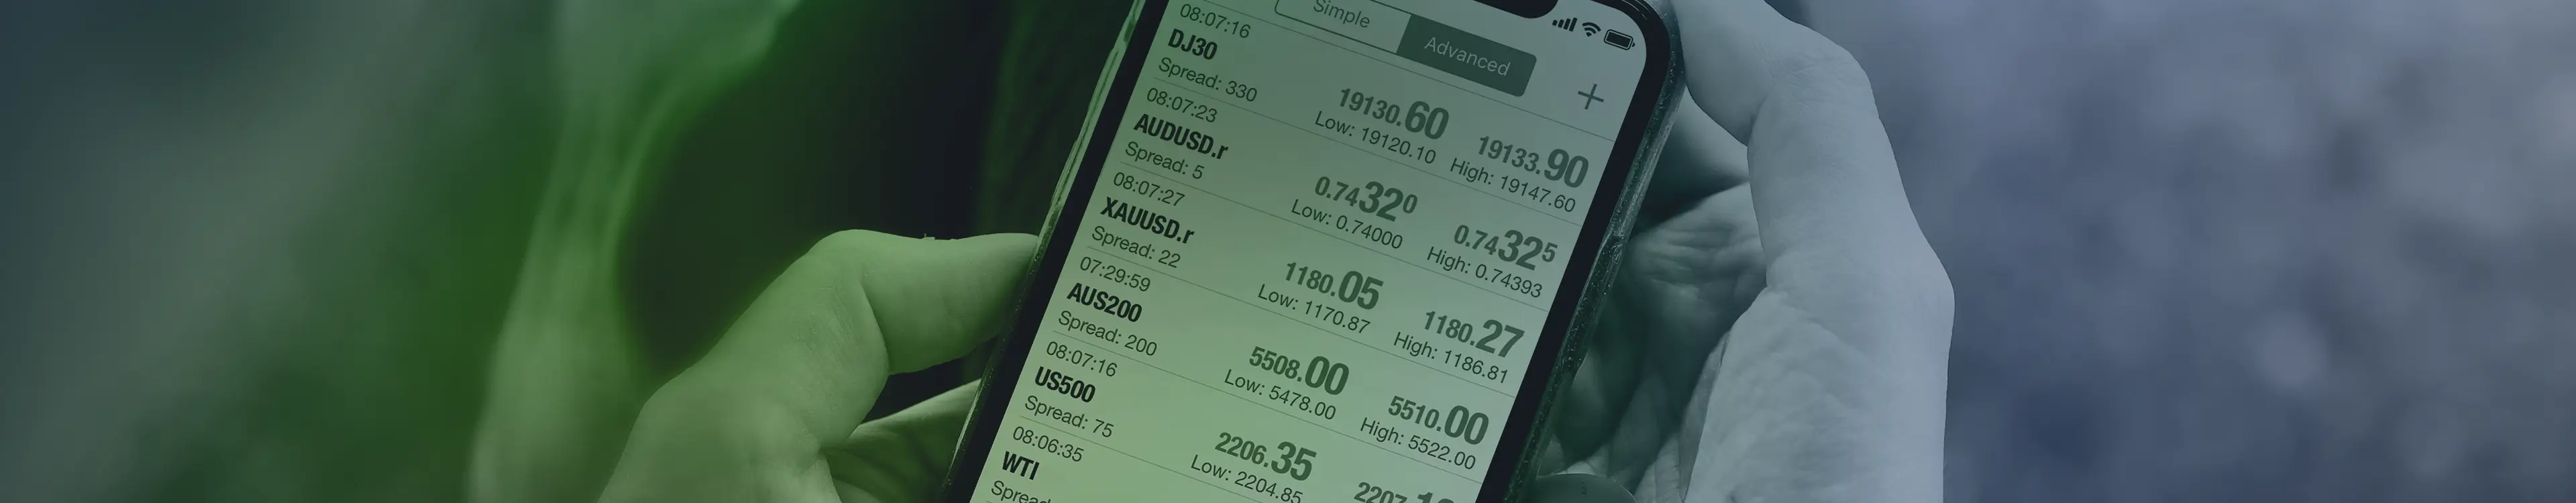 Simple Advanced
08:07:16
DJ30
Spread: 330
19130.60 19133.90
Low: 19120.10 High: 19147.60
08:07:23
AUDUSD.r
Spread: 5
0.74320 0.74325
Low: 0.74000 High: 0.74393
08:07:27
XAUUSD.r
Spread: 22
1180.05 1180.27
Low: 1170.87 High: 1186.81
07:29:59
AUS200
Spread: 200
5508.00 5510.00
Low: 5478.00 High: 5522.00
08:07:16
US500
Spread: 75
2206.35
Low: 2204.85
08:06:35
WTI